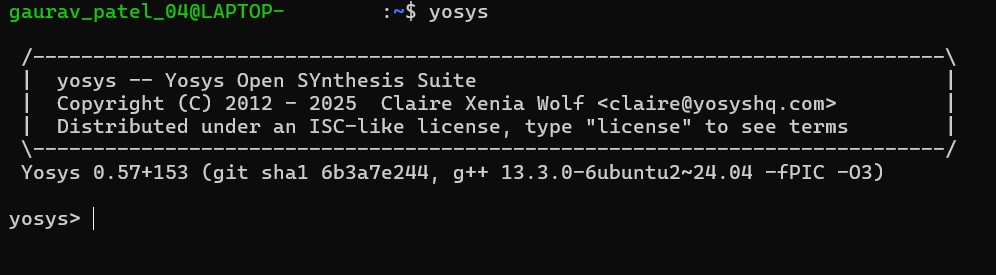 gaurav_patel_04@LAPTOP- :~$ yosys
/----------------------------------------------------------------------------\
| yosys -- Yosys Open SYnthesis Suite |
| Copyright (C) 2012 - 2025 Claire Xenia Wolf <claire@yosyshq.com> |
| Distributed under an ISC-like license, type "license" to see terms |
\----------------------------------------------------------------------------/
Yosys 0.57+153 (git sha1 6b3a7e244, g++ 13.3.0-6ubuntu2~24.04 -fPIC -O3)
yosys>